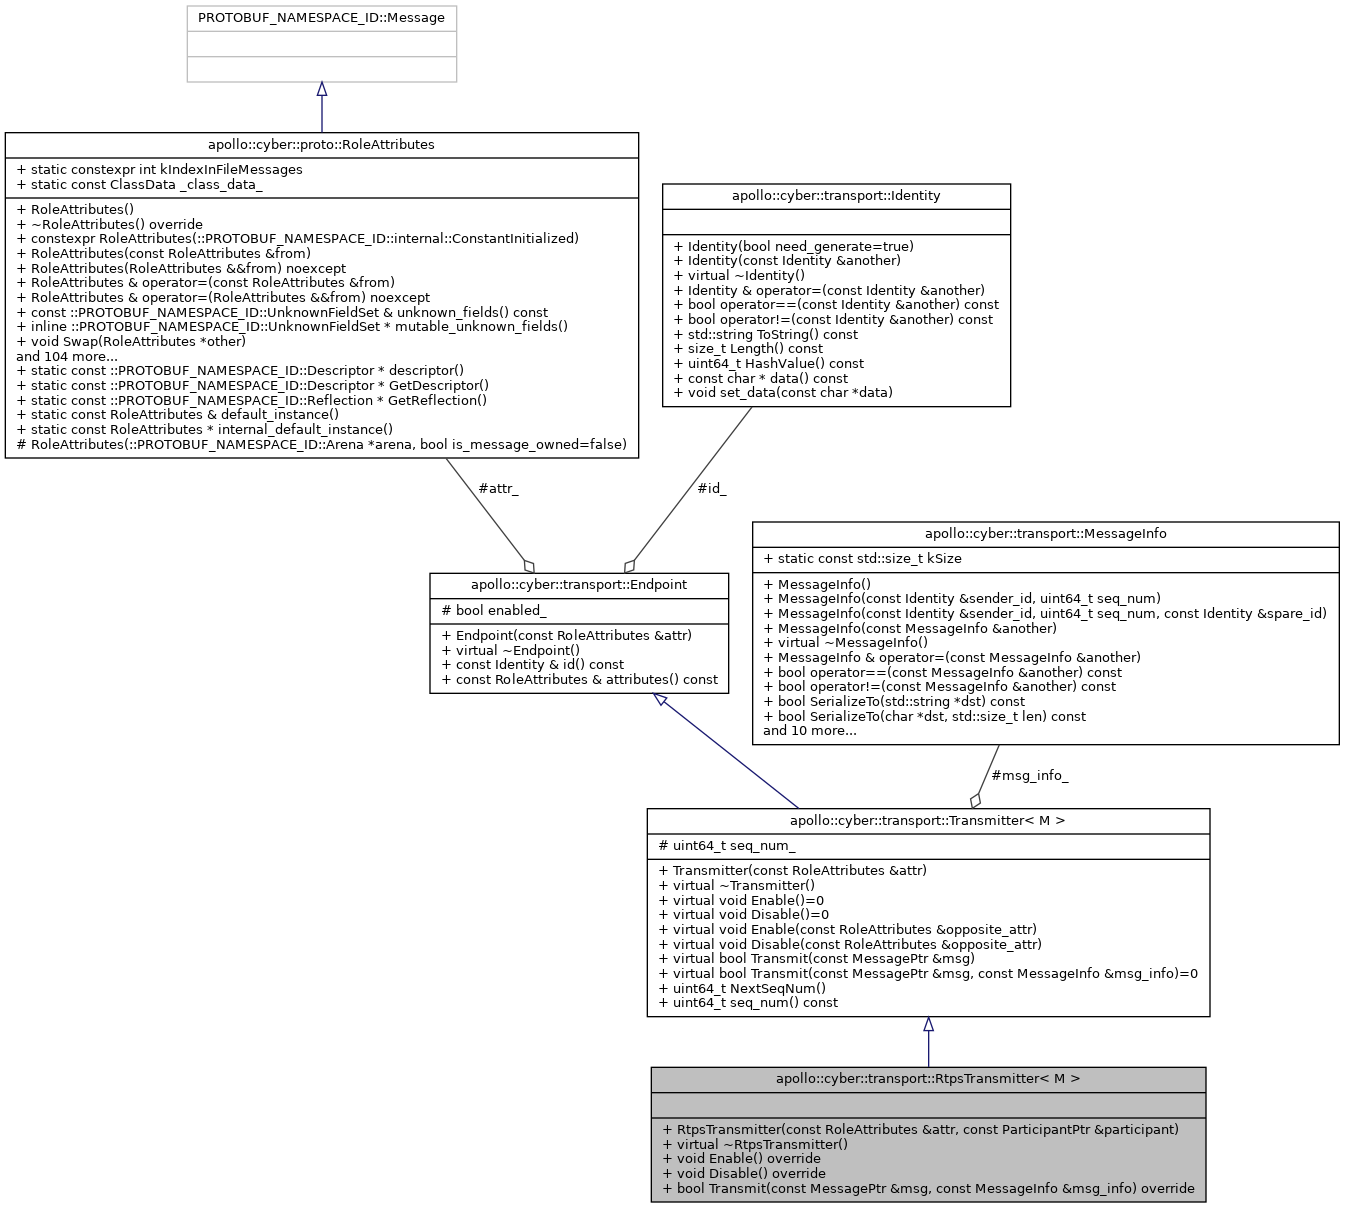 PROTOBUF_NAMESPACE_ID::Message
apollo::cyber::proto::RoleAttributes
+ static constexpr int kIndexInFileMessages
+ static const ClassData _class_data_
+ RoleAttributes()
+ ~RoleAttributes() override
+ constexpr RoleAttributes(::PROTOBUF_NAMESPACE_ID::internal::ConstantInitialized)
+ RoleAttributes(const RoleAttributes &from)
+ RoleAttributes(RoleAttributes &&from) noexcept
+ RoleAttributes & operator=(const RoleAttributes &from)
+ RoleAttributes & operator=(RoleAttributes &&from) noexcept
+ const ::PROTOBUF_NAMESPACE_ID::UnknownFieldSet & unknown_fields() const
+ inline ::PROTOBUF_NAMESPACE_ID::UnknownFieldSet * mutable_unknown_fields()
+ void Swap(RoleAttributes *other)
and 104 more...
+ static const ::PROTOBUF_NAMESPACE_ID::Descriptor * descriptor()
+ static const ::PROTOBUF_NAMESPACE_ID::Descriptor * GetDescriptor()
+ static const ::PROTOBUF_NAMESPACE_ID::Reflection * GetReflection()
+ static const RoleAttributes & default_instance()
+ static const RoleAttributes * internal_default_instance()
# RoleAttributes(::PROTOBUF_NAMESPACE_ID::Arena *arena, bool is_message_owned=false)
apollo::cyber::transport::Identity
+ Identity(bool need_generate=true)
+ Identity(const Identity &another)
+ virtual ~Identity()
+ Identity & operator=(const Identity &another)
+ bool operator==(const Identity &another) const
+ bool operator!=(const Identity &another) const
+ std::string ToString() const
+ size_t Length() const
+ uint64_t HashValue() const
+ const char * data() const
+ void set_data(const char *data)
#attr_
#id_
apollo::cyber::transport::Endpoint
# bool enabled_
+ Endpoint(const RoleAttributes &attr)
+ virtual ~Endpoint()
+ const Identity & id() const
+ const RoleAttributes & attributes() const
apollo::cyber::transport::MessageInfo
+ static const std::size_t kSize
+ MessageInfo()
+ MessageInfo(const Identity &sender_id, uint64_t seq_num)
+ MessageInfo(const Identity &sender_id, uint64_t seq_num, const Identity &spare_id)
+ MessageInfo(const MessageInfo &another)
+ virtual ~MessageInfo()
+ MessageInfo & operator=(const MessageInfo &another)
+ bool operator==(const MessageInfo &another) const
+ bool operator!=(const MessageInfo &another) const
+ bool SerializeTo(std::string *dst) const
+ bool SerializeTo(char *dst, std::size_t len) const
and 10 more...
#msg_info_
apollo::cyber::transport::Transmitter< M >
# uint64_t seq_num_
+ Transmitter(const RoleAttributes &attr)
+ virtual ~Transmitter()
+ virtual void Enable()=0
+ virtual void Disable()=0
+ virtual void Enable(const RoleAttributes &opposite_attr)
+ virtual void Disable(const RoleAttributes &opposite_attr)
+ virtual bool Transmit(const MessagePtr &msg)
+ virtual bool Transmit(const MessagePtr &msg, const MessageInfo &msg_info)=0
+ uint64_t NextSeqNum()
+ uint64_t seq_num() const
apollo::cyber::transport::RtpsTransmitter< M >
+ RtpsTransmitter(const RoleAttributes &attr, const ParticipantPtr &participant)
+ virtual ~RtpsTransmitter()
+ void Enable() override
+ void Disable() override
+ bool Transmit(const MessagePtr &msg, const MessageInfo &msg_info) override